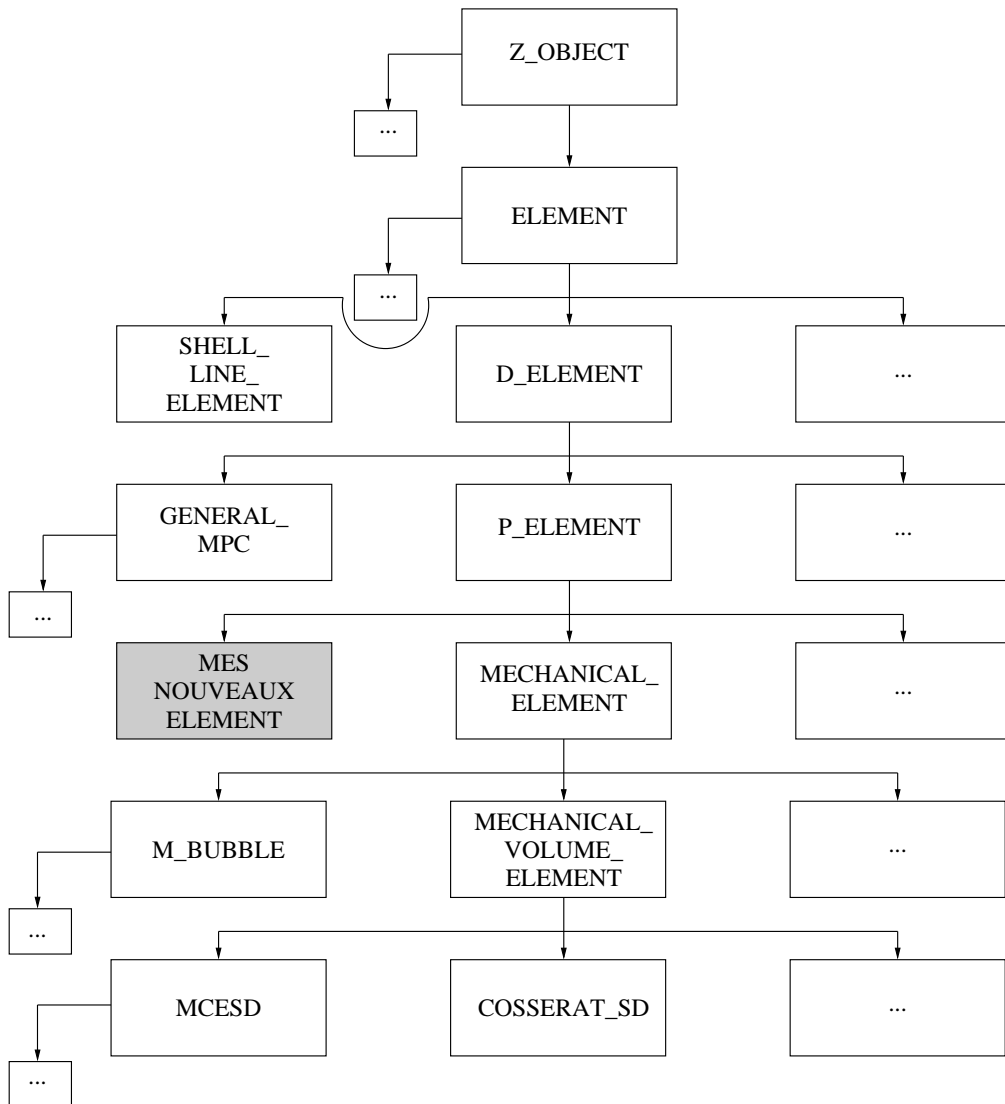 Z_OBJECT
...
ELEMENT
...
SHELL_
LINE_
ELEMENT
D_ELEMENT
...
GENERAL_
MPC
P_ELEMENT
...
...
MES
NOUVEAUX
ELEMENT
MECHANICAL_
ELEMENT
...
M_BUBBLE
MECHANICAL_
VOLUME_
ELEMENT
...
...
MCESD
COSSERAT_SD
...
...